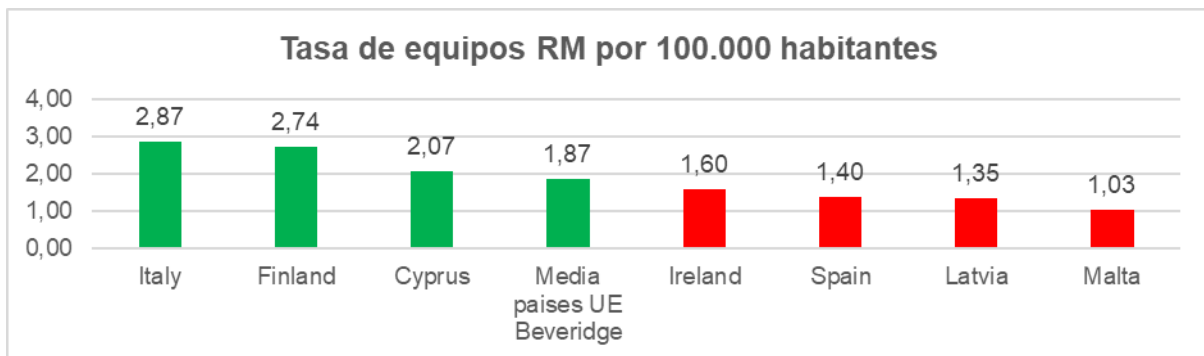 Tasa de equipos RM por 100.000 habitantes
4,00
3,00
2,00
1,00
0,00
2,87
2,74
2,07
1,87
1,60
1,40
1,35
1,03
Italy
Finland
Cyprus
Media
paises UE
Beveridge
Ireland
Spain
Latvia
Malta